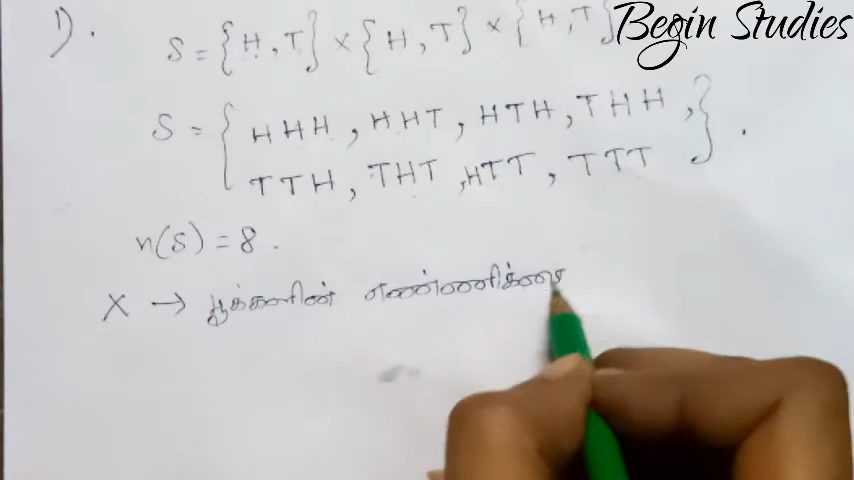 1).
S = {H, T} × {H, T} × {H, T}
Begin Studies
S = { HHH, HHT, HTH, THH,
TTH, THT, HTT, TTT } .
n(S) = 8 .
X → பூக்களின் எண்ணிக்கை